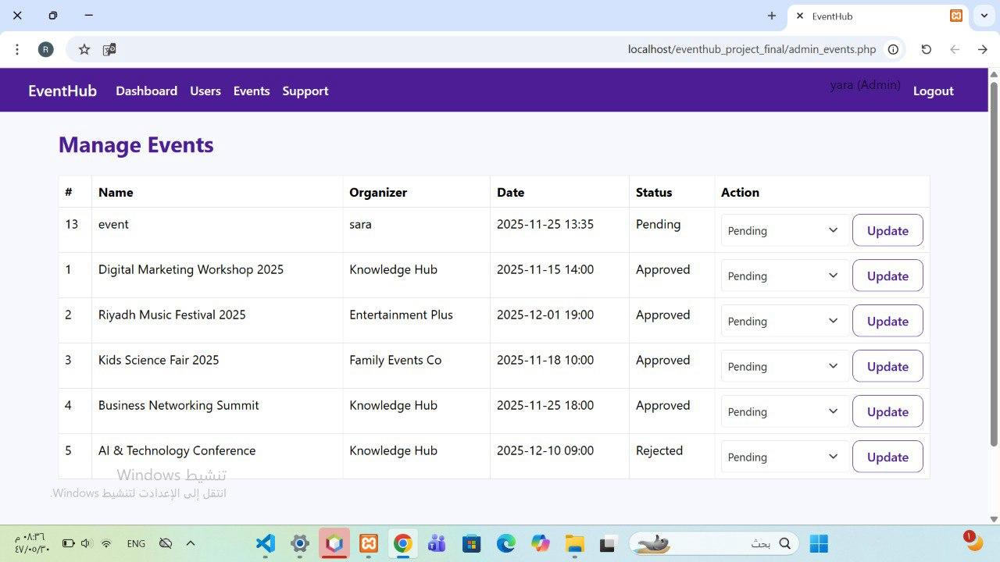 EventHub
localhost/eventhub_project_final/admin_events.php
R
EventHub Dashboard Users Events Support yara (Admin) Logout
Manage Events
# Name Organizer Date Status Action
13 event sara 2025-11-25 13:35 Pending Pending Update
1 Digital Marketing Workshop 2025 Knowledge Hub 2025-11-15 14:00 Approved Pending Update
2 Riyadh Music Festival 2025 Entertainment Plus 2025-12-01 19:00 Approved Pending Update
3 Kids Science Fair 2025 Family Events Co 2025-11-18 10:00 Approved Pending Update
4 Business Networking Summit Knowledge Hub 2025-11-25 18:00 Approved Pending Update
5 AI & Technology Conference Knowledge Hub 2025-12-10 09:00 Rejected Pending Update
تنشيط Windows
انتقل إلى الإعدادت لتنشيط Windows.
٠٨:٣٦ م
٤٧/٠٥/٣٠
ENG
بحث
1